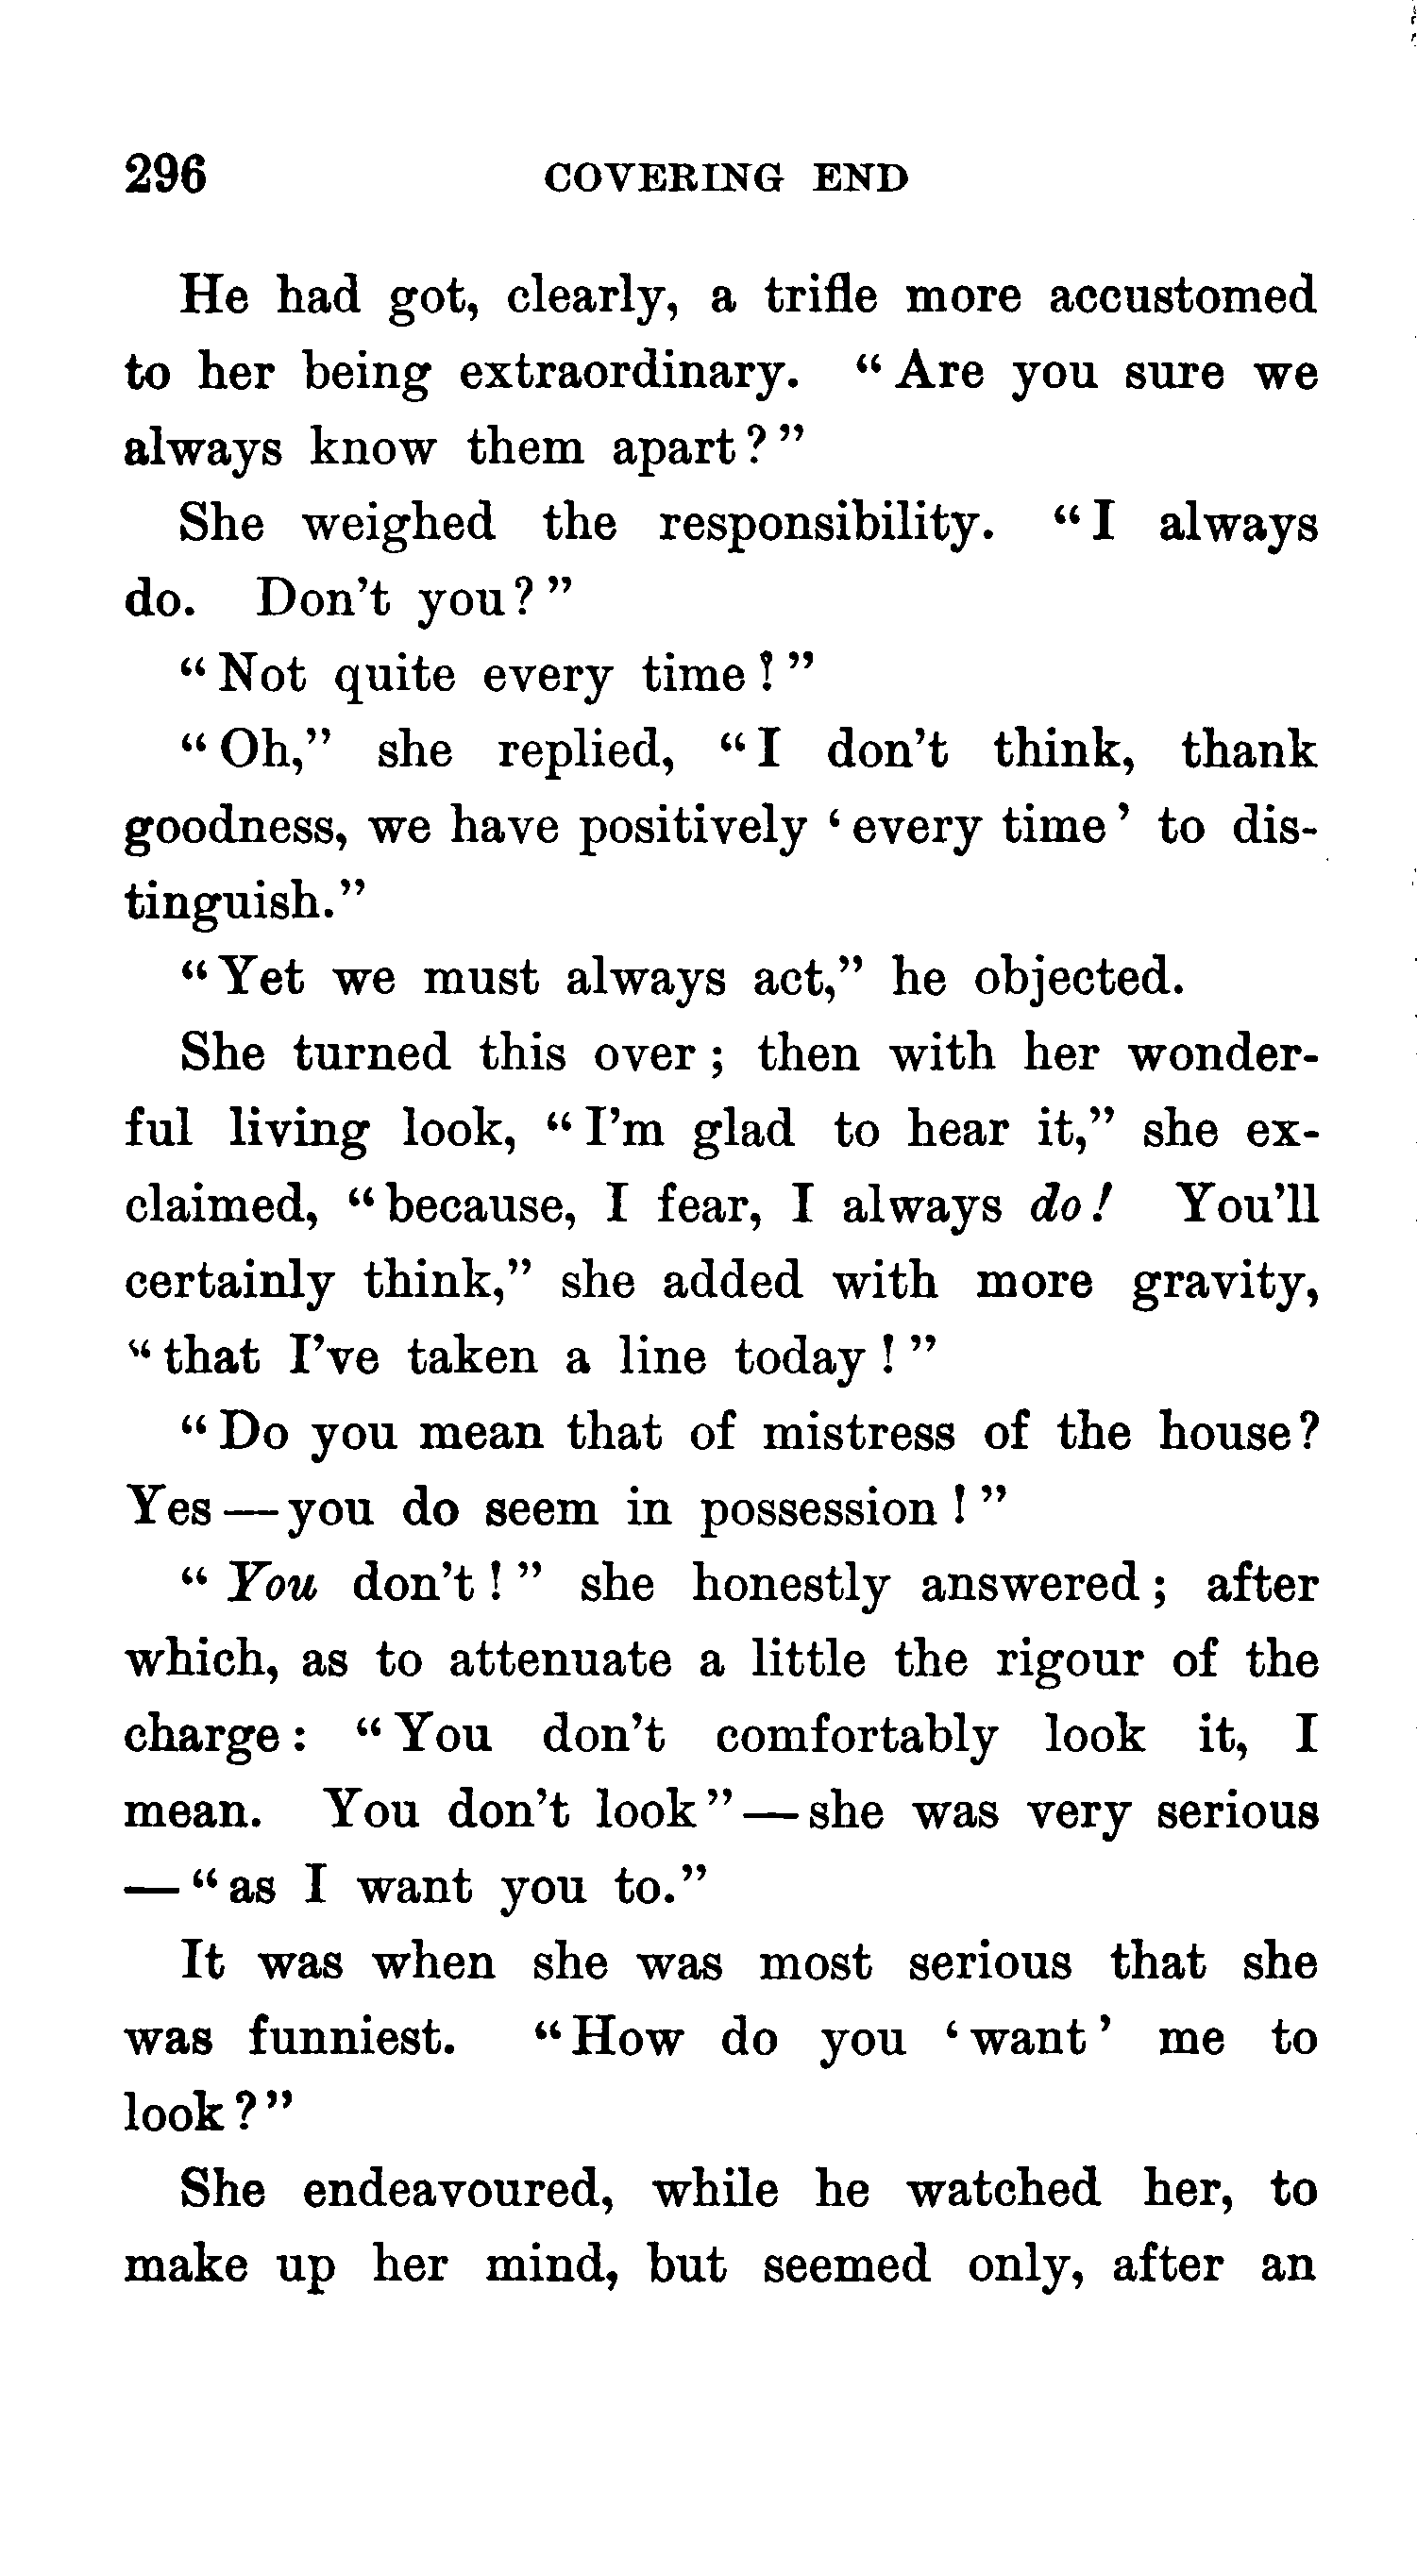 296 COVERING END
He had got, clearly, a trifle more accustomed
to her being extraordinary. “Are you sure we
always know them apart?”
She weighed the responsibility. “I always
do. Don't you?”
“Not quite every time!”
“Oh,” she replied, “I don't think, thank
goodness, we have positively ‘every time’ to dis-
tinguish.”
“Yet we must always act,” he objected.
She turned this over; then with her wonder-
ful living look, “I'm glad to hear it,” she ex-
claimed, “because, I fear, I always do! You'll
certainly think,” she added with more gravity,
“that I've taken a line today!”
“Do you mean that of mistress of the house?
Yes—you do seem in possession!”
“You don't!” she honestly answered; after
which, as to attenuate a little the rigour of the
charge: “You don't comfortably look it, I
mean. You don't look”—she was very serious
—“as I want you to.”
It was when she was most serious that she
was funniest. “How do you ‘want’ me to
look?”
She endeavoured, while he watched her, to
make up her mind, but seemed only, after an